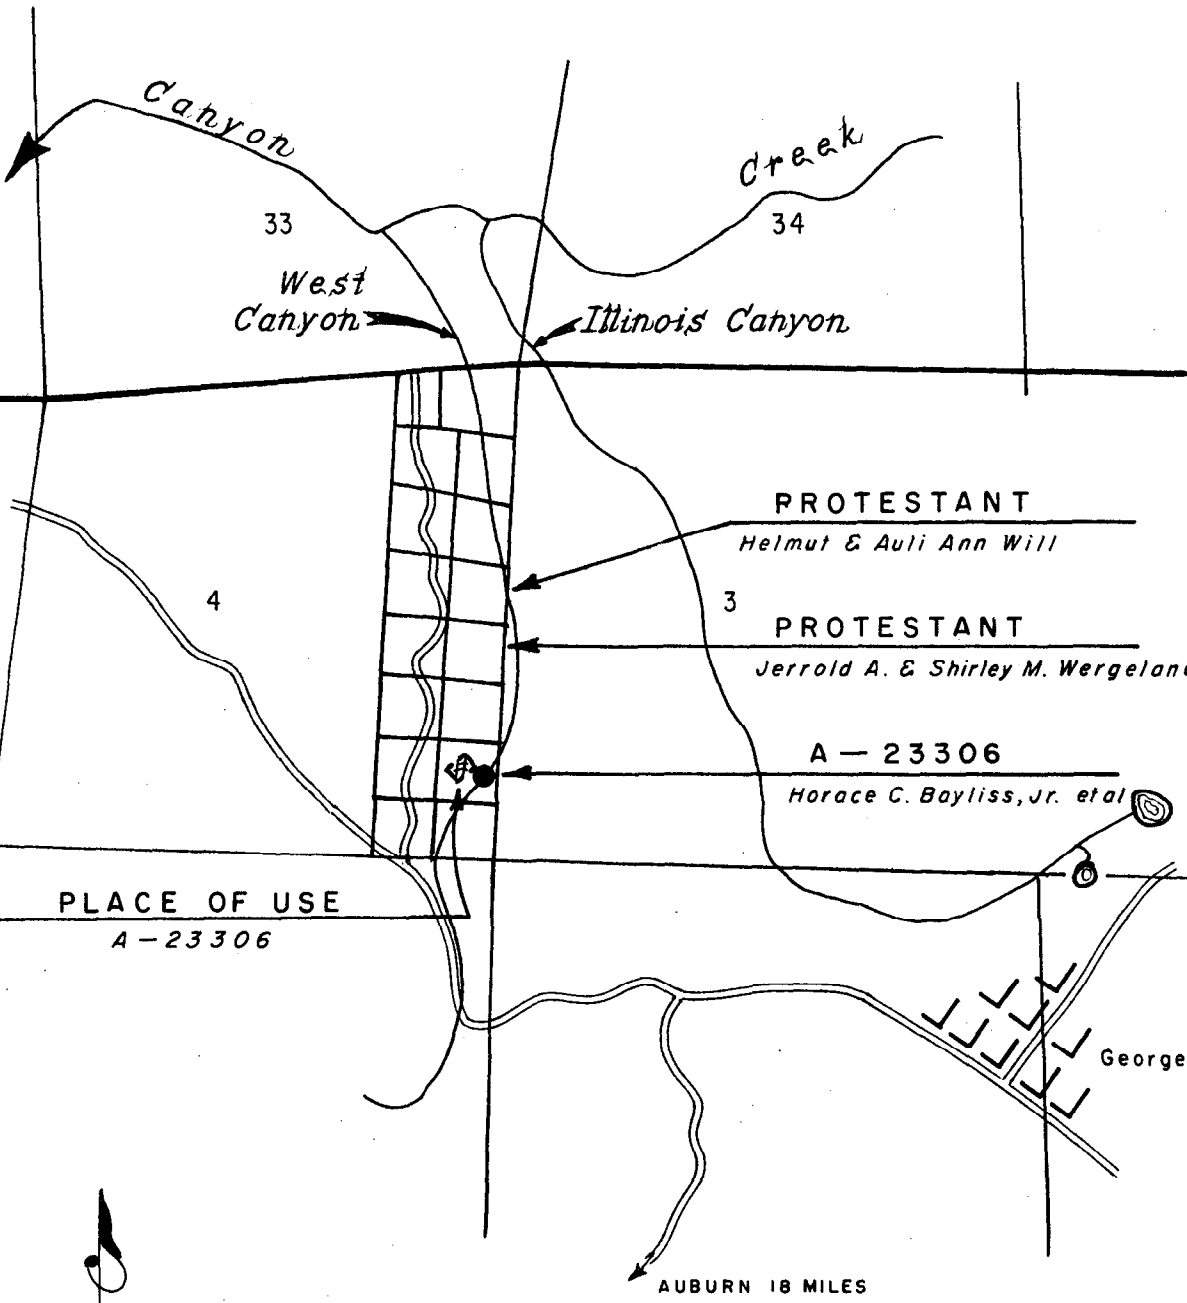 Canyon
Creek
33
34
West
Canyon
Illinois Canyon
PROTESTANT
Helmut & Auli Ann Will
4
3
PROTESTANT
Jerrold A. & Shirley M. Wergeland
A — 23306
Horace C. Bayliss, Jr. et al
PLACE OF USE
A — 23306
George
AUBURN 18 MILES